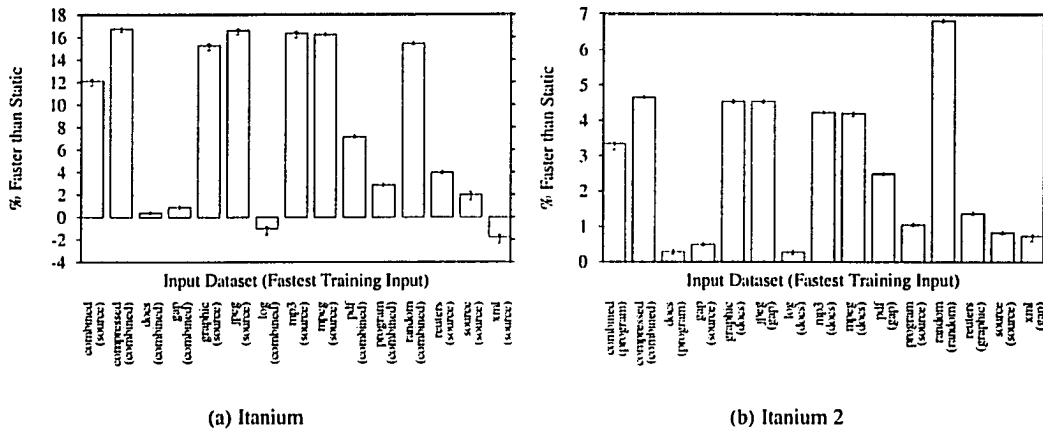 18
16
14
12
10
8
6
4
2
0
-2
-4
% Faster than Static
Input Dataset (Fastest Training Input)
combined (source)
compressed (combined)
docs (combined)
gap (combined)
graphic (source)
jpeg (source)
log (combined)
mp3 (source)
mpeg (source)
pdf (combined)
program (combined)
random (combined)
reuters (source)
source (source)
xml (source)
(a) Itanium
7
6
5
4
3
2
1
0
% Faster than Static
Input Dataset (Fastest Training Input)
combined (program)
compressed (combined)
docs (program)
gap (source)
graphic (docs)
jpeg (gap)
log (docs)
mp3 (docs)
mpeg (docs)
pdf (gap)
program (source)
random (random)
reuters (graphic)
source (source)
xml
(b) Itanium 2